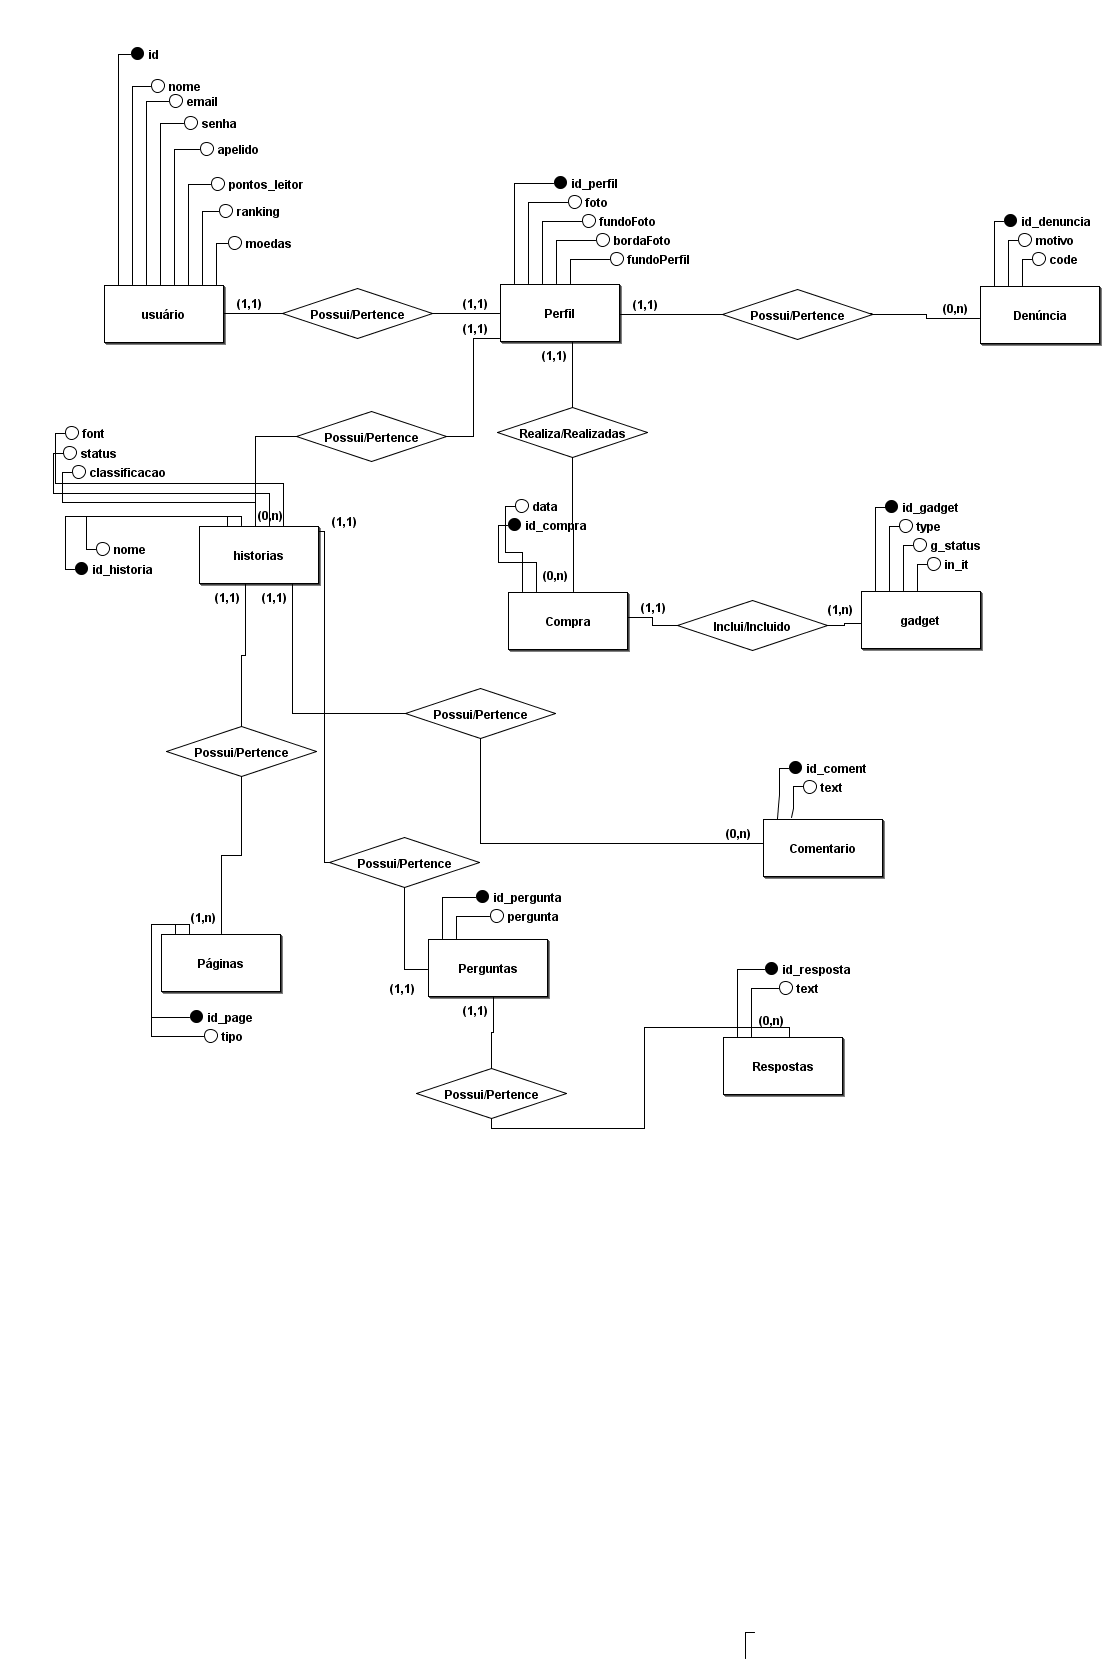 id
nome
email
senha
apelido
pontos_leitor
ranking
moedas
usuário
(1,1)
Possui/Pertence
(1,1)
(1,1)
id_perfil
foto
fundoFoto
bordaFoto
fundoPerfil
Perfil
(1,1)
(1,1)
Possui/Pertence
(0,n)
id_denuncia
motivo
code
Denúncia
Possui/Pertence
Realiza/Realizadas
font
status
classificacao
(0,n)
(1,1)
nome
id_historia
historias
(1,1)
(1,1)
data
id_compra
(0,n)
Compra
(1,1)
Inclui/Incluido
(1,n)
id_gadget
type
g_status
in_it
gadget
Possui/Pertence
Possui/Pertence
id_coment
text
(0,n)
Comentario
Possui/Pertence
id_pergunta
pergunta
(1,n)
Páginas
id_page
tipo
Perguntas
(1,1)
(1,1)
id_resposta
text
(0,n)
Respostas
Possui/Pertence